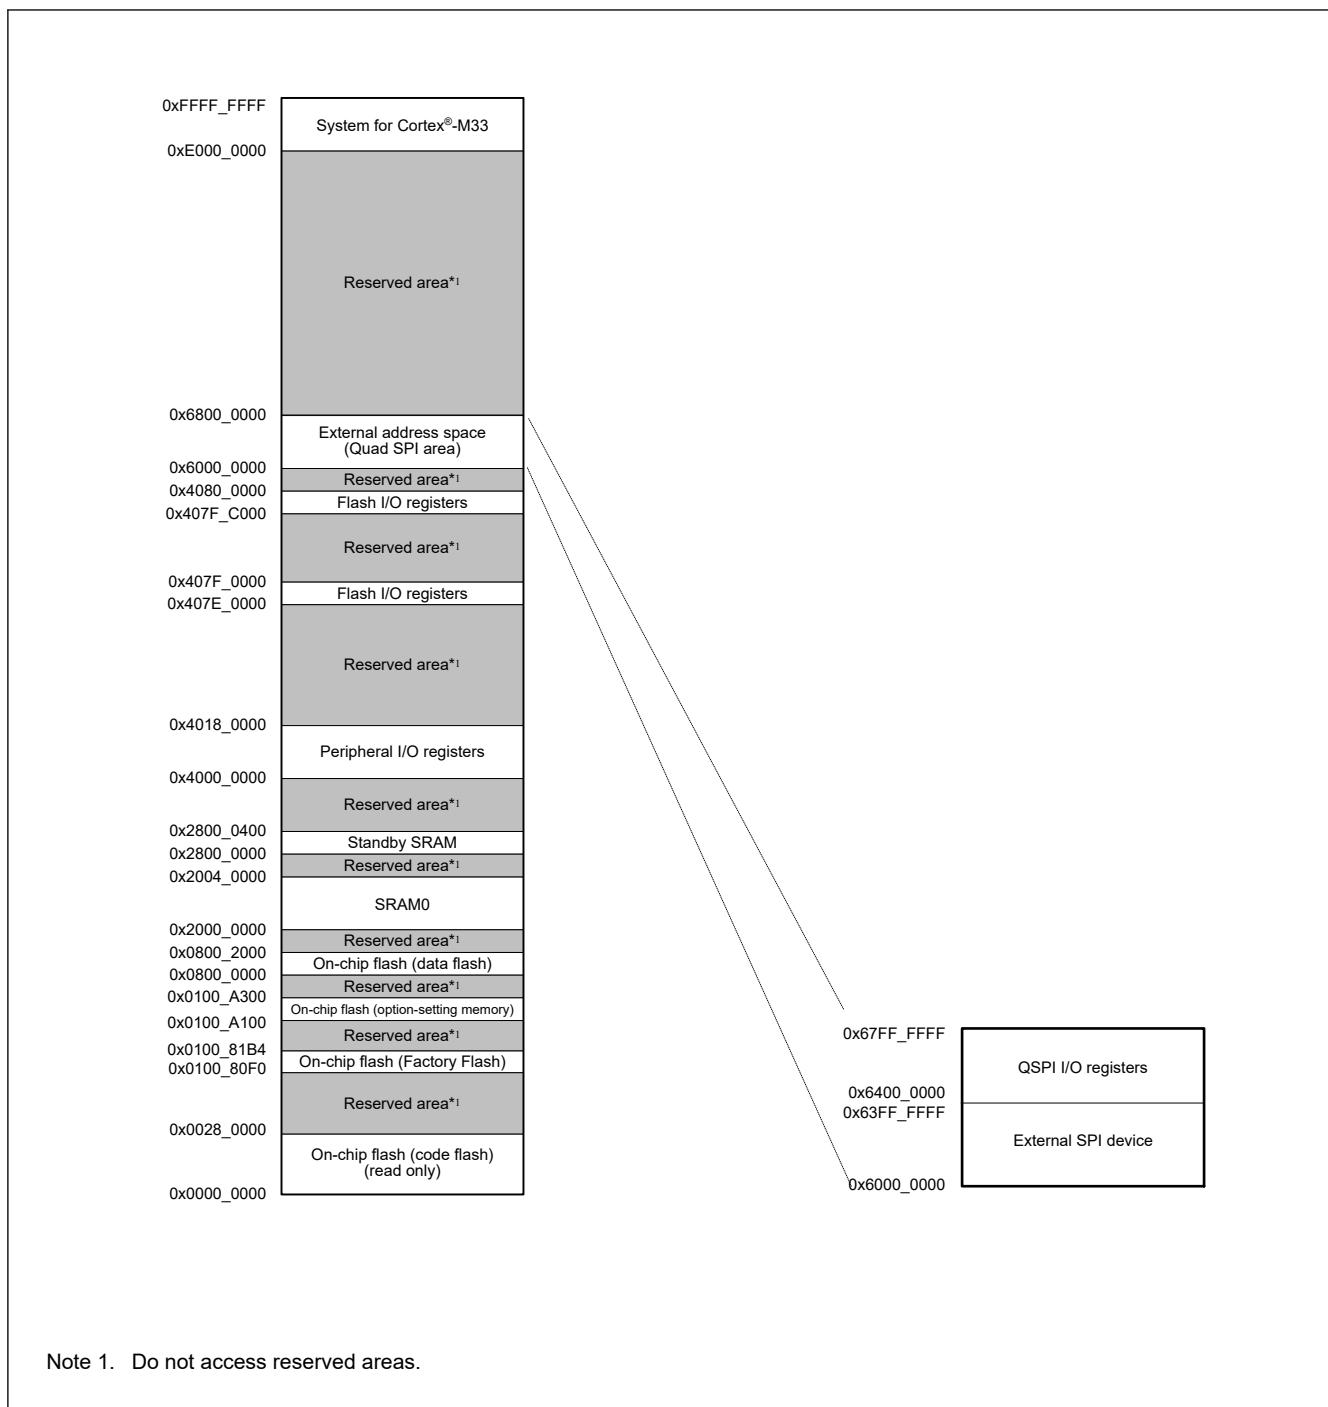 0xFFFF_FFFF
System for Cortex®-M33
0xE000_0000
Reserved area*1
0x6800_0000
External address space
(Quad SPI area)
0x6000_0000
Reserved area*1
0x4080_0000
Flash I/O registers
0x407F_C000
Reserved area*1
0x407F_0000
Flash I/O registers
0x407E_0000
Reserved area*1
0x4018_0000
Peripheral I/O registers
0x4000_0000
Reserved area*1
0x2800_0400
Standby SRAM
0x2800_0000
Reserved area*1
0x2004_0000
SRAM0
0x2000_0000
Reserved area*1
0x0800_2000
On-chip flash (data flash)
0x0800_0000
Reserved area*1
0x0100_A300
On-chip flash (option-setting memory)
0x0100_A100
Reserved area*1
0x0100_81B4
On-chip flash (Factory Flash)
0x0100_80F0
Reserved area*1
0x0028_0000
On-chip flash (code flash)
(read only)
0x0000_0000
0x67FF_FFFF
QSPI I/O registers
0x6400_0000
0x63FF_FFFF
External SPI device
0x6000_0000
Note 1. Do not access reserved areas.